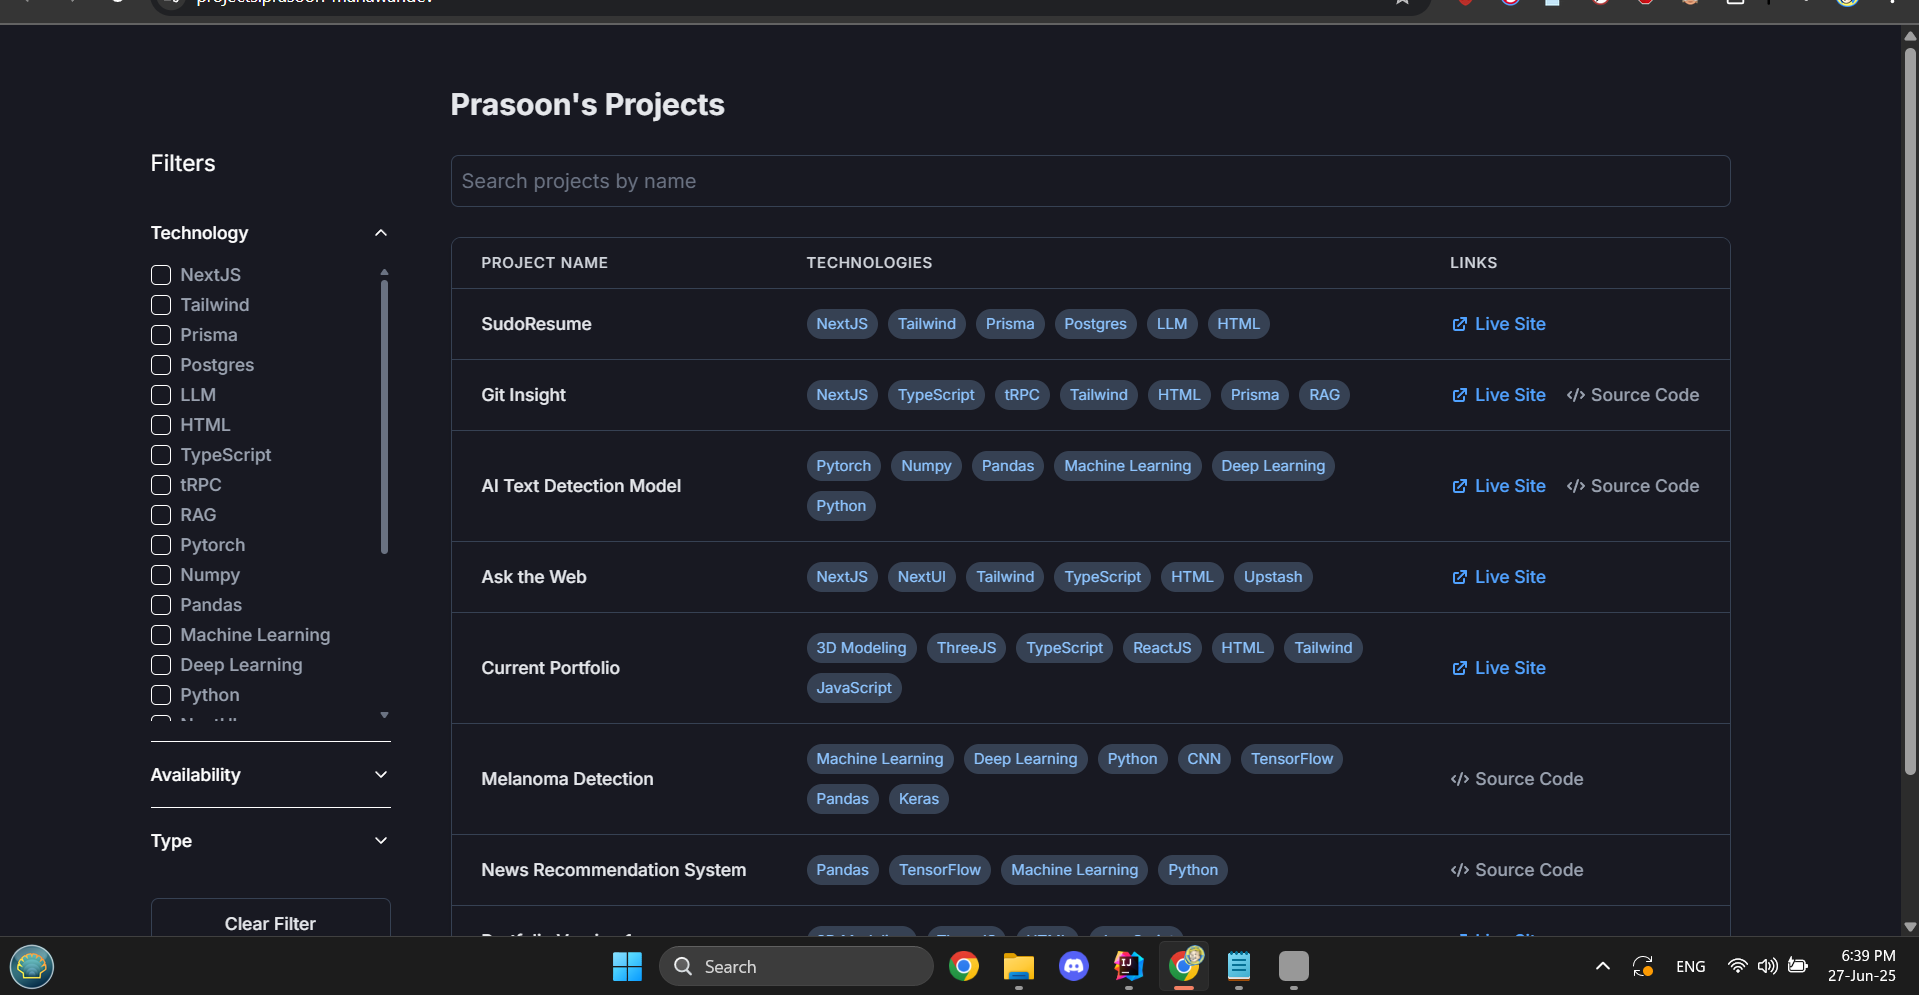 Prasoon's Projects
Filters
Search projects by name
Technology
NextJS
Tailwind
Prisma
Postgres
LLM
HTML
TypeScript
tRPC
RAG
Pytorch
Numpy
Pandas
Machine Learning
Deep Learning
Python
Availability
Type
Clear Filter
PROJECT NAME TECHNOLOGIES LINKS
SudoResume NextJS Tailwind Prisma Postgres LLM HTML Live Site
Git Insight NextJS TypeScript tRPC Tailwind HTML Prisma RAG Live Site </> Source Code
AI Text Detection Model Pytorch Numpy Pandas Machine Learning Deep Learning Live Site </> Source Code
Python
Ask the Web NextJS NextUI Tailwind TypeScript HTML Upstash Live Site
Current Portfolio 3D Modeling ThreeJS TypeScript ReactJS HTML Tailwind Live Site
JavaScript
Melanoma Detection Machine Learning Deep Learning Python CNN TensorFlow </> Source Code
Pandas Keras
News Recommendation System Pandas TensorFlow Machine Learning Python </> Source Code
Search
ENG
6:39 PM
27-Jun-25